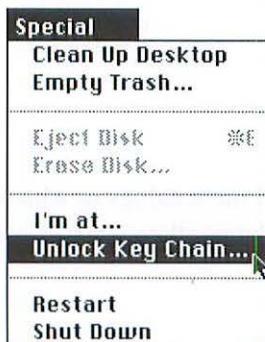 Special
Clean Up Desktop
Empty Trash...
Eject Disk ⌘E
Erase Disk...
I'm at...
Unlock Key Chain...
Restart
Shut Down